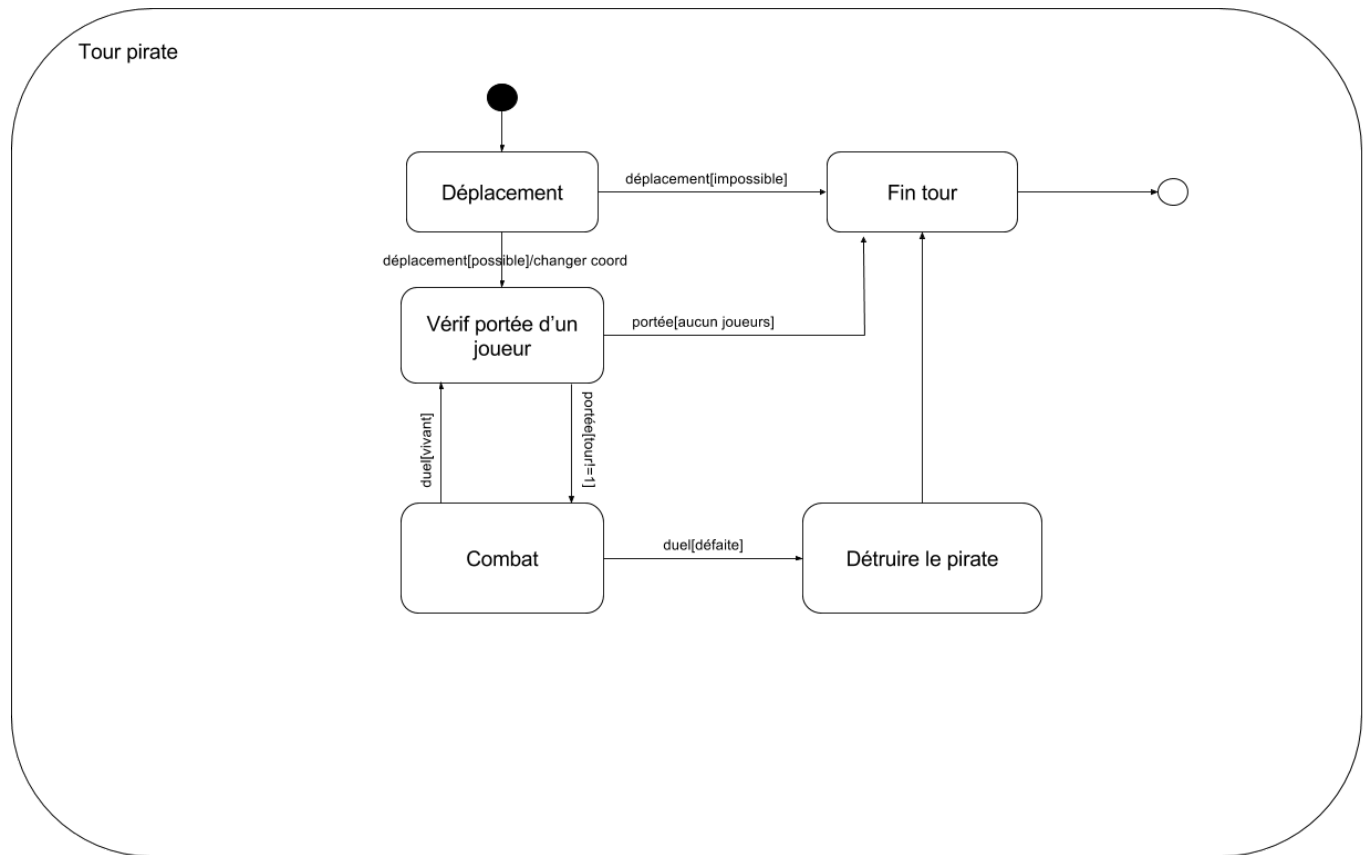 Tour pirate
Déplacement
déplacement[impossible]
Fin tour
déplacement[possible]/changer coord
Vérif portée d'un
joueur
portée[aucun joueurs]
duel[vivant]
portée[tour!=1]
Combat
duel[défaite]
Détruire le pirate